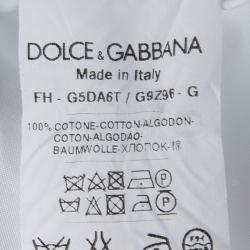 DOLCE & GABBANA
Made in Italy
FH - G5DA6T / G9Z96 - G
100% COTONE-COTTON-ALGODON-
COTON-ALGODAO-
BAUMWOLLE-ХЛОПОК-棉